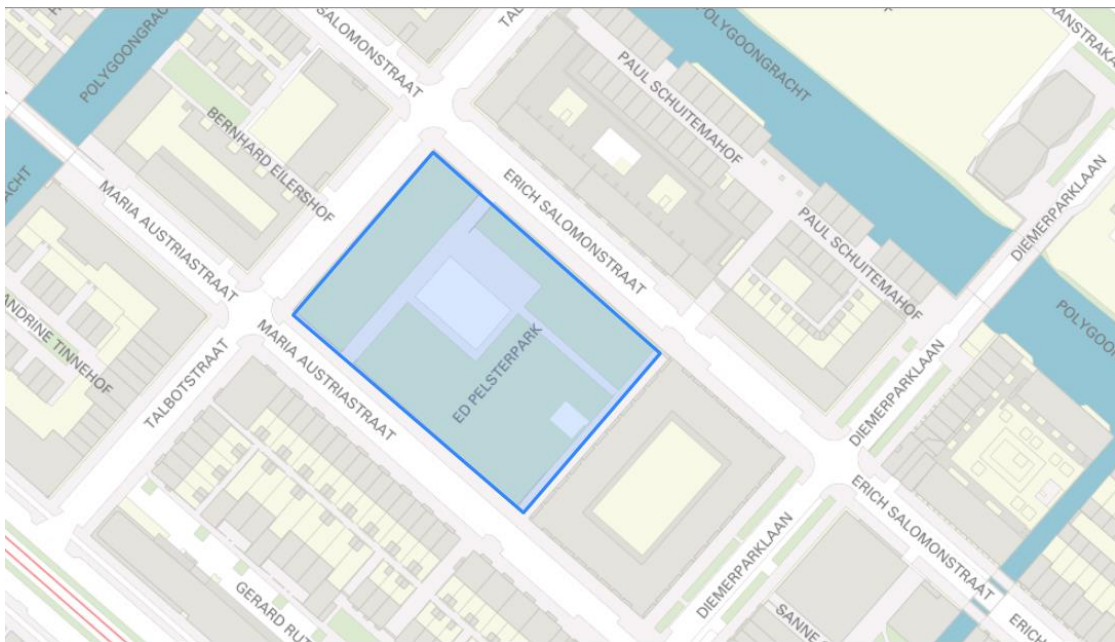 POLYGOONGRACHT
SALOMONSTRAAT
POLYGOONGRACHT
PAUL SCHUITEMAHOF
BERNHARD EILERSHOF
ERICH SALOMONSTRAAT
MARIA AUSTRIASTRAAT
PAUL SCHUITEMAHOF
DIEMERPARKLAAN
TALBOTSTRAAT
MARIA AUSTRIASTRAAT
ED PELSTERPARK
DIEMERPARKLAAN
ERICH SALOMONSTRAAT
DIEMERPARKLAAN